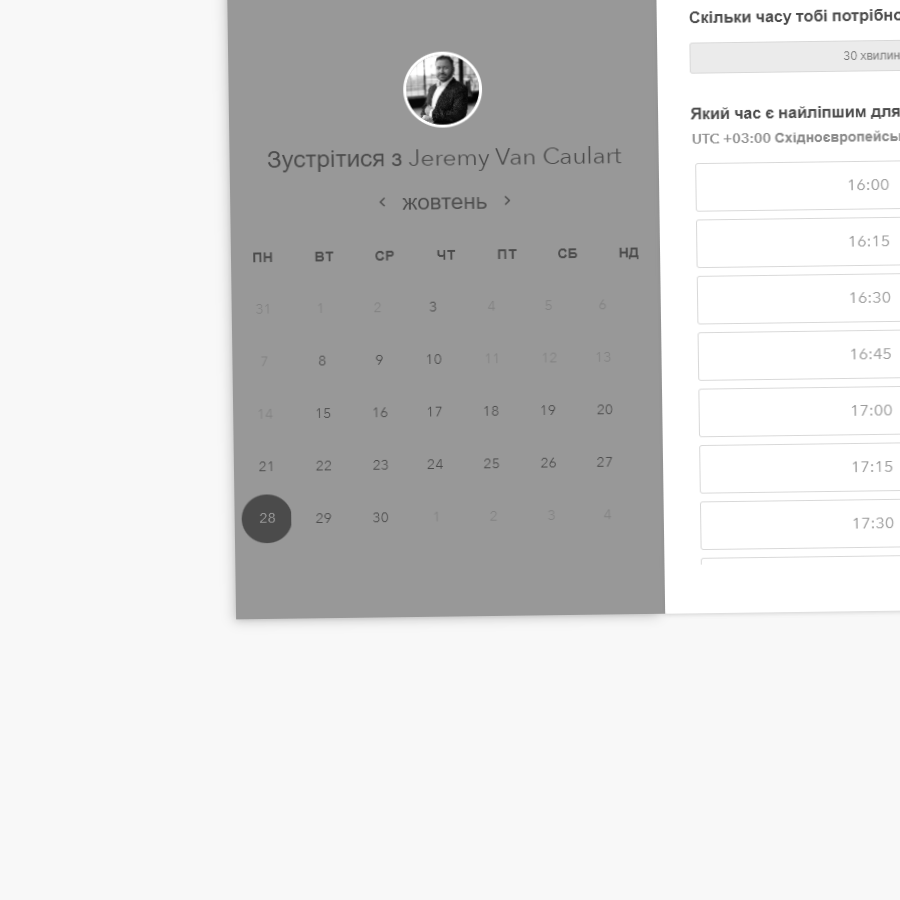 Зустрітися з Jeremy Van Caulart
‹ жовтень ›
ПН ВТ СР ЧТ ПТ СБ НД
31 1 2 3 4 5 6
7 8 9 10 11 12 13
14 15 16 17 18 19 20
21 22 23 24 25 26 27
28 29 30 1 2 3 4
Скільки часу тобі потрібно
30 хвилин
Який час є найліпшим для
UTC +03:00 Східноєвропейсь
16:00
16:15
16:30
16:45
17:00
17:15
17:30